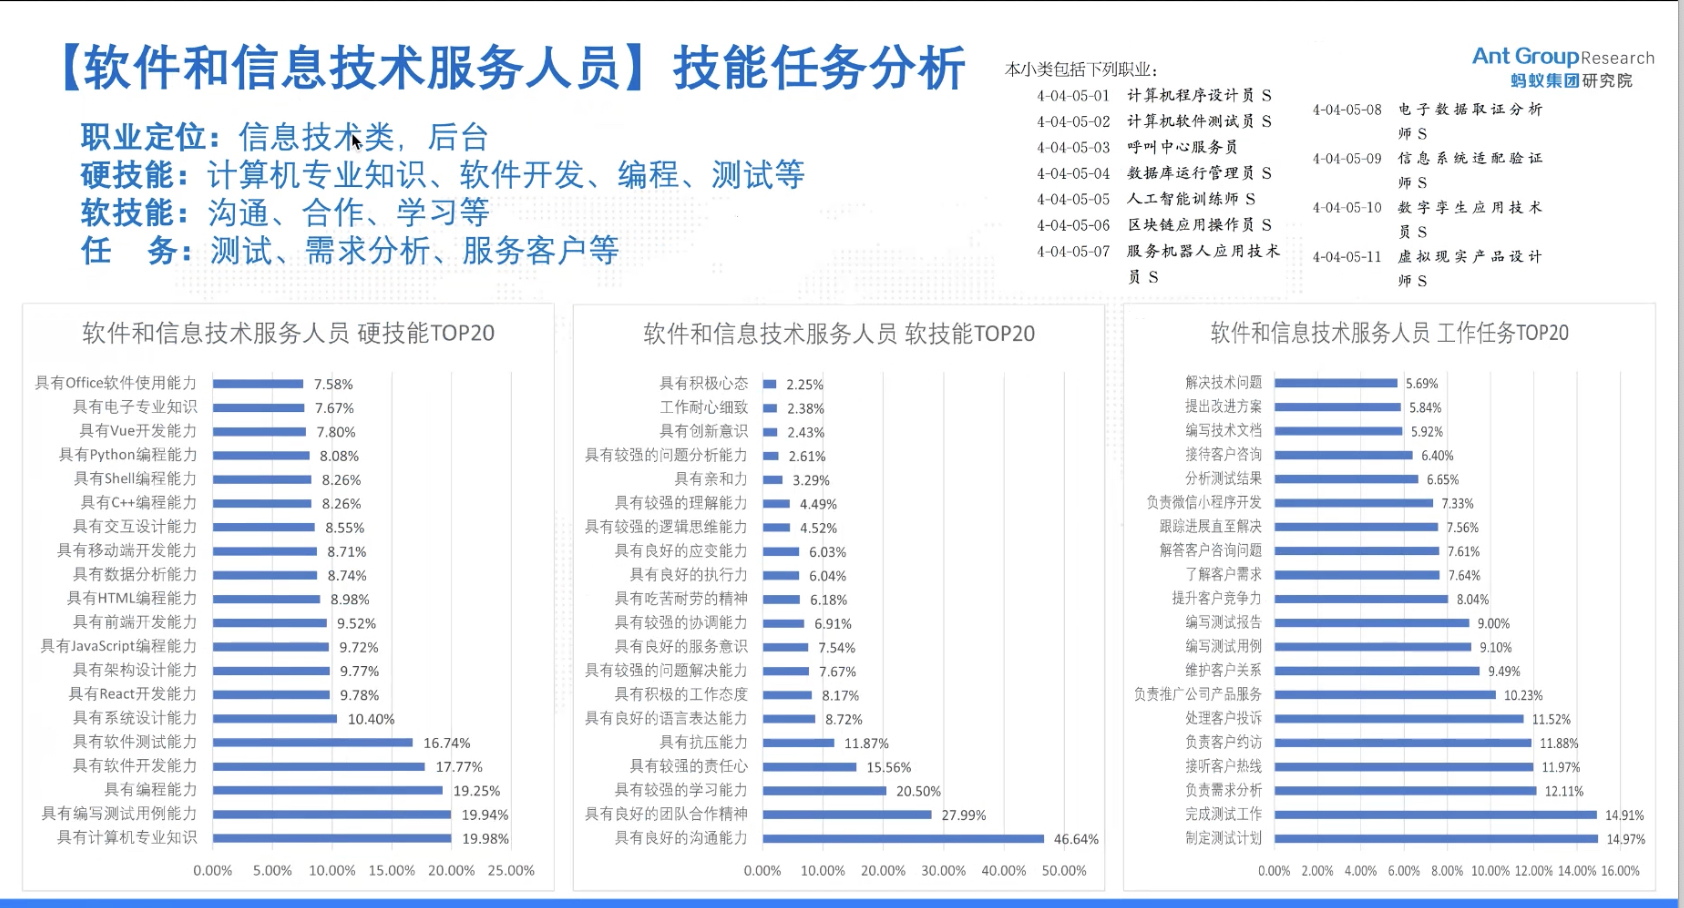 【软件和信息技术服务人员】技能任务分析
Ant Group Research
蚂蚁集团研究院
职业定位：信息技术类，后台
硬技能：计算机专业知识、软件开发、编程、测试等
软技能：沟通、合作、学习等
任　务：测试、需求分析、服务客户等
本小类包括下列职业：
4-04-05-01 计算机程序设计员 S
4-04-05-02 计算机软件测试员 S
4-04-05-03 呼叫中心服务员
4-04-05-04 数据库运行管理员 S
4-04-05-05 人工智能训练师 S
4-04-05-06 区块链应用操作员 S
4-04-05-07 服务机器人应用技术
员 S
4-04-05-08 电子数据取证分析
师 S
4-04-05-09 信息系统适配验证
师 S
4-04-05-10 数字孪生应用技术
员 S
4-04-05-11 虚拟现实产品设计
师 S
软件和信息技术服务人员 硬技能TOP20
具有Office软件使用能力 7.58%
具有电子专业知识 7.67%
具有Vue开发能力 7.80%
具有Python编程能力 8.08%
具有Shell编程能力 8.26%
具有C++编程能力 8.26%
具有交互设计能力 8.55%
具有移动端开发能力 8.71%
具有数据分析能力 8.74%
具有HTML编程能力 8.98%
具有前端开发能力 9.52%
具有JavaScript编程能力 9.72%
具有架构设计能力 9.77%
具有React开发能力 9.78%
具有系统设计能力 10.40%
具有软件测试能力 16.74%
具有软件开发能力 17.77%
具有编程能力 19.25%
具有编写测试用例能力 19.94%
具有计算机专业知识 19.98%
0.00% 5.00% 10.00% 15.00% 20.00% 25.00%
软件和信息技术服务人员 软技能TOP20
具有积极心态 2.25%
工作耐心细致 2.38%
具有创新意识 2.43%
具有较强的问题分析能力 2.61%
具有亲和力 3.29%
具有较强的理解能力 4.49%
具有较强的逻辑思维能力 4.52%
具有良好的应变能力 6.03%
具有良好的执行力 6.04%
具有吃苦耐劳的精神 6.18%
具有较强的协调能力 6.91%
具有良好的服务意识 7.54%
具有较强的问题解决能力 7.67%
具有积极的工作态度 8.17%
具有良好的语言表达能力 8.72%
具有抗压能力 11.87%
具有较强的责任心 15.56%
具有较强的学习能力 20.50%
具有良好的团队合作精神 27.99%
具有良好的沟通能力 46.64%
0.00% 10.00% 20.00% 30.00% 40.00% 50.00%
软件和信息技术服务人员 工作任务TOP20
解决技术问题 5.69%
提出改进方案 5.84%
编写技术文档 5.92%
接待客户咨询 6.40%
分析测试结果 6.65%
负责微信小程序开发 7.33%
跟踪进展直至解决 7.56%
解答客户咨询问题 7.61%
了解客户需求 7.64%
提升客户竞争力 8.04%
编写测试报告 9.00%
编写测试用例 9.10%
维护客户关系 9.49%
负责推广公司产品服务 10.23%
处理客户投诉 11.52%
负责客户约访 11.88%
接听客户热线 11.97%
负责需求分析 12.11%
完成测试工作 14.91%
制定测试计划 14.97%
0.00% 2.00% 4.00% 6.00% 8.00% 10.00% 12.00% 14.00% 16.00%